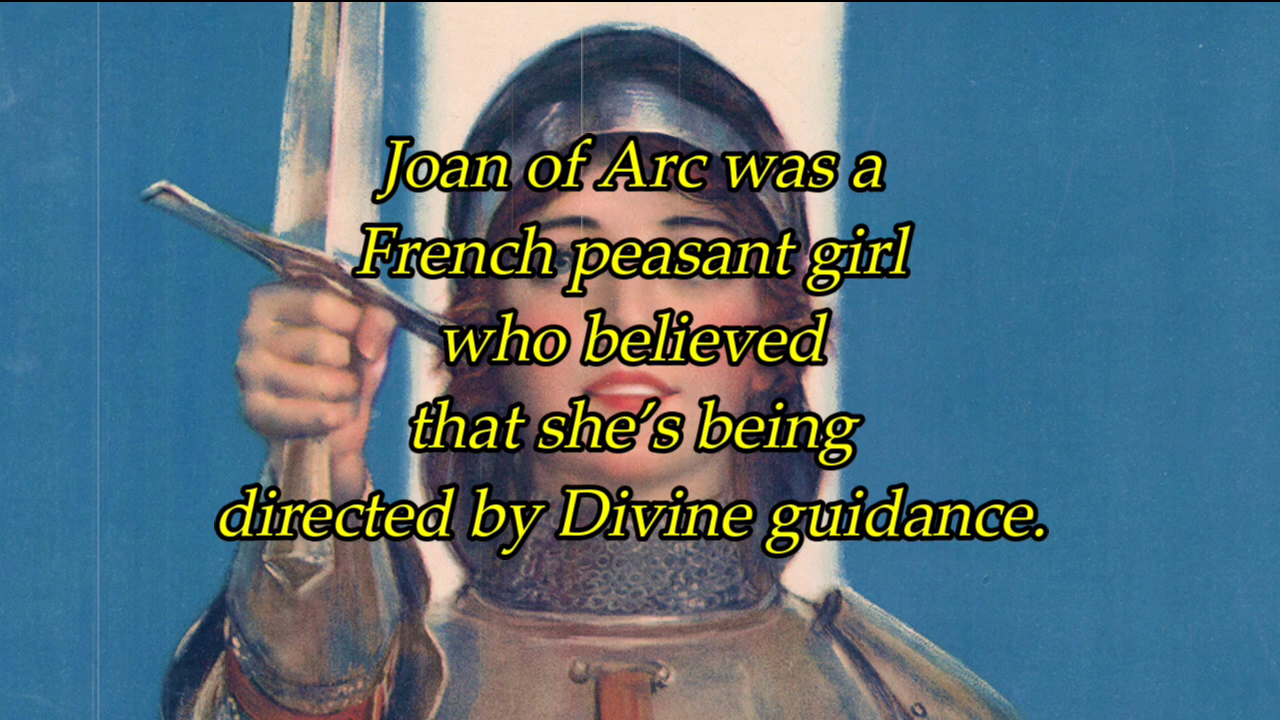 Joan of Arc was a
French peasant girl
who believed
that she’s being
directed by Divine guidance.